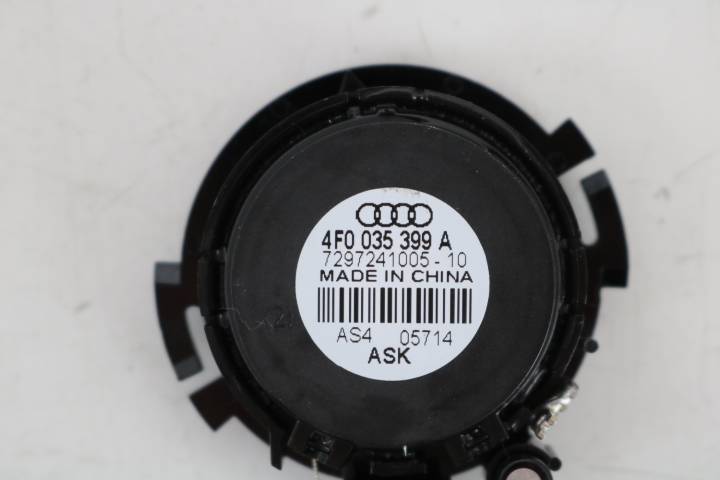 4F0 035 399 A
7297241005-10
MADE IN CHINA
AS4 05714
ASK